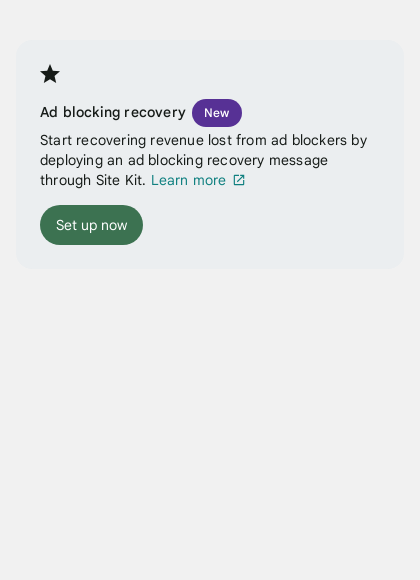 Ad blocking recovery New
Start recovering revenue lost from ad blockers by
deploying an ad blocking recovery message
through Site Kit. Learn more
Set up now